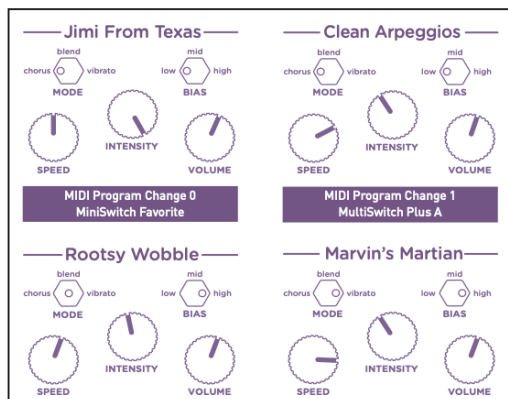 Jimi From Texas
blend
chorus
vibrato
MODE
mid
low
high
BIAS
SPEED
INTENSITY
VOLUME
MIDI Program Change 0
MiniSwitch Favorite
Clean Arpeggios
blend
chorus
vibrato
MODE
mid
low
high
BIAS
SPEED
INTENSITY
VOLUME
MIDI Program Change 1
MultiSwitch Plus A
Rootsy Wobble
blend
chorus
vibrato
MODE
mid
low
high
BIAS
SPEED
INTENSITY
VOLUME
Marvin's Martian
blend
chorus
vibrato
MODE
mid
low
high
BIAS
SPEED
INTENSITY
VOLUME